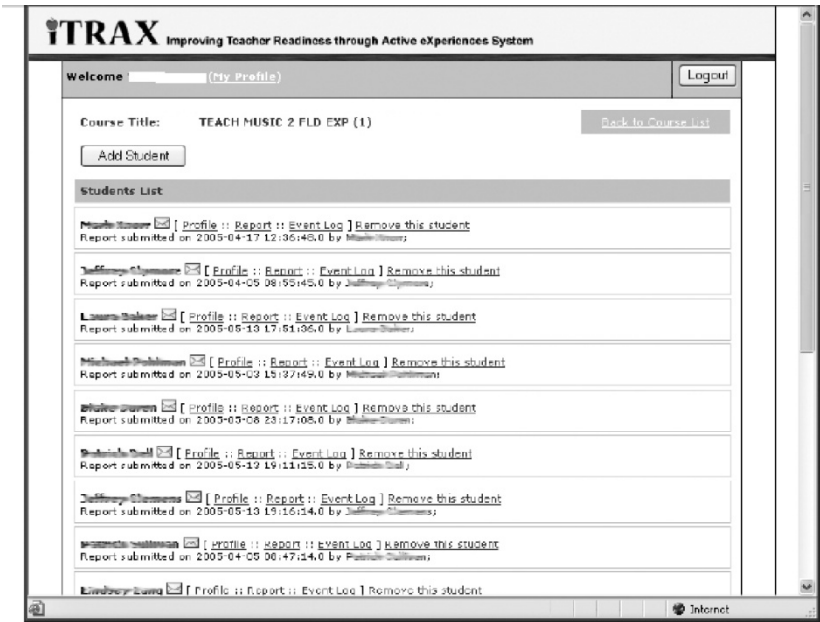 iTRAX Improving Teacher Readiness through Active eXperiences System
Welcome (My Profile)
Logout
Course Title: TEACH MUSIC 2 FLD EXP (1)
Back to Course List
Add Student
Students List
[ Profile :: Report :: Event Log ] Remove this student
Report submitted on 2005-04-17 12:36:48.0 by
[ Profile :: Report :: Event Log ] Remove this student
Report submitted on 2005-04-05 08:55:45.0 by
[ Profile :: Report :: Event Log ] Remove this student
Report submitted on 2005-05-13 17:51:36.0 by
[ Profile :: Report :: Event Log ] Remove this student
Report submitted on 2005-05-03 15:37:49.0 by
[ Profile :: Report :: Event Log ] Remove this student
Report submitted on 2005-05-08 23:17:08.0 by
[ Profile :: Report :: Event Log ] Remove this student
Report submitted on 2005-05-13 19:11:15.0 by
[ Profile :: Report :: Event Log ] Remove this student
Report submitted on 2005-05-13 19:16:14.0 by
[ Profile :: Report :: Event Log ] Remove this student
Report submitted on 2005-04-05 08:47:14.0 by
[ Profile :: Report :: Event Log ] Remove this student
Internet